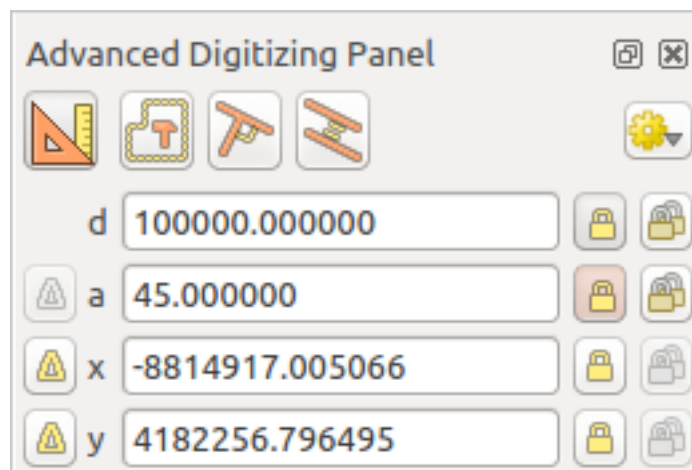 Advanced Digitizing Panel
d 100000.000000
a 45.000000
x -8814917.005066
y 4182256.796495